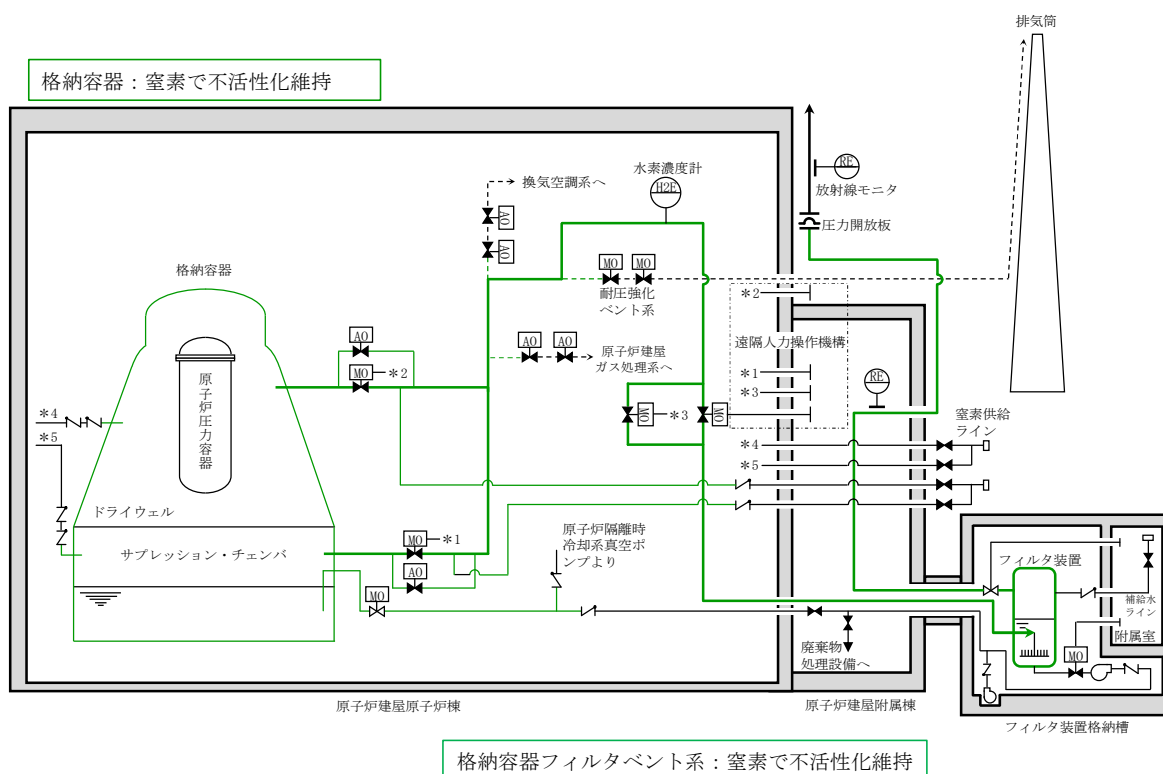 排気筒
格納容器：窒素で不活性化維持
水素濃度計
H2E
RE
放射線モニタ
換気空調系へ
AO
AO
圧力開放板
格納容器
MO
MO
耐圧強化
ベント系
＊2
遠隔人力操作機構
AO
AO
AO
原子炉建屋
ガス処理系へ
MO
＊2
＊1
＊3
RE
原子炉圧力容器
＊4
＊5
MO
＊3
MO
窒素供給
ライン
＊4
＊5
ドライウェル
サプレッション・チェンバ
MO
＊1
AO
MO
原子炉隔離時
冷却系真空ポ
ンプより
フィルタ装置
補給水
ライン
附属室
MO
廃棄物
処理設備へ
原子炉建屋原子炉棟
原子炉建屋附属棟
フィルタ装置格納槽
格納容器フィルタベント系：窒素で不活性化維持